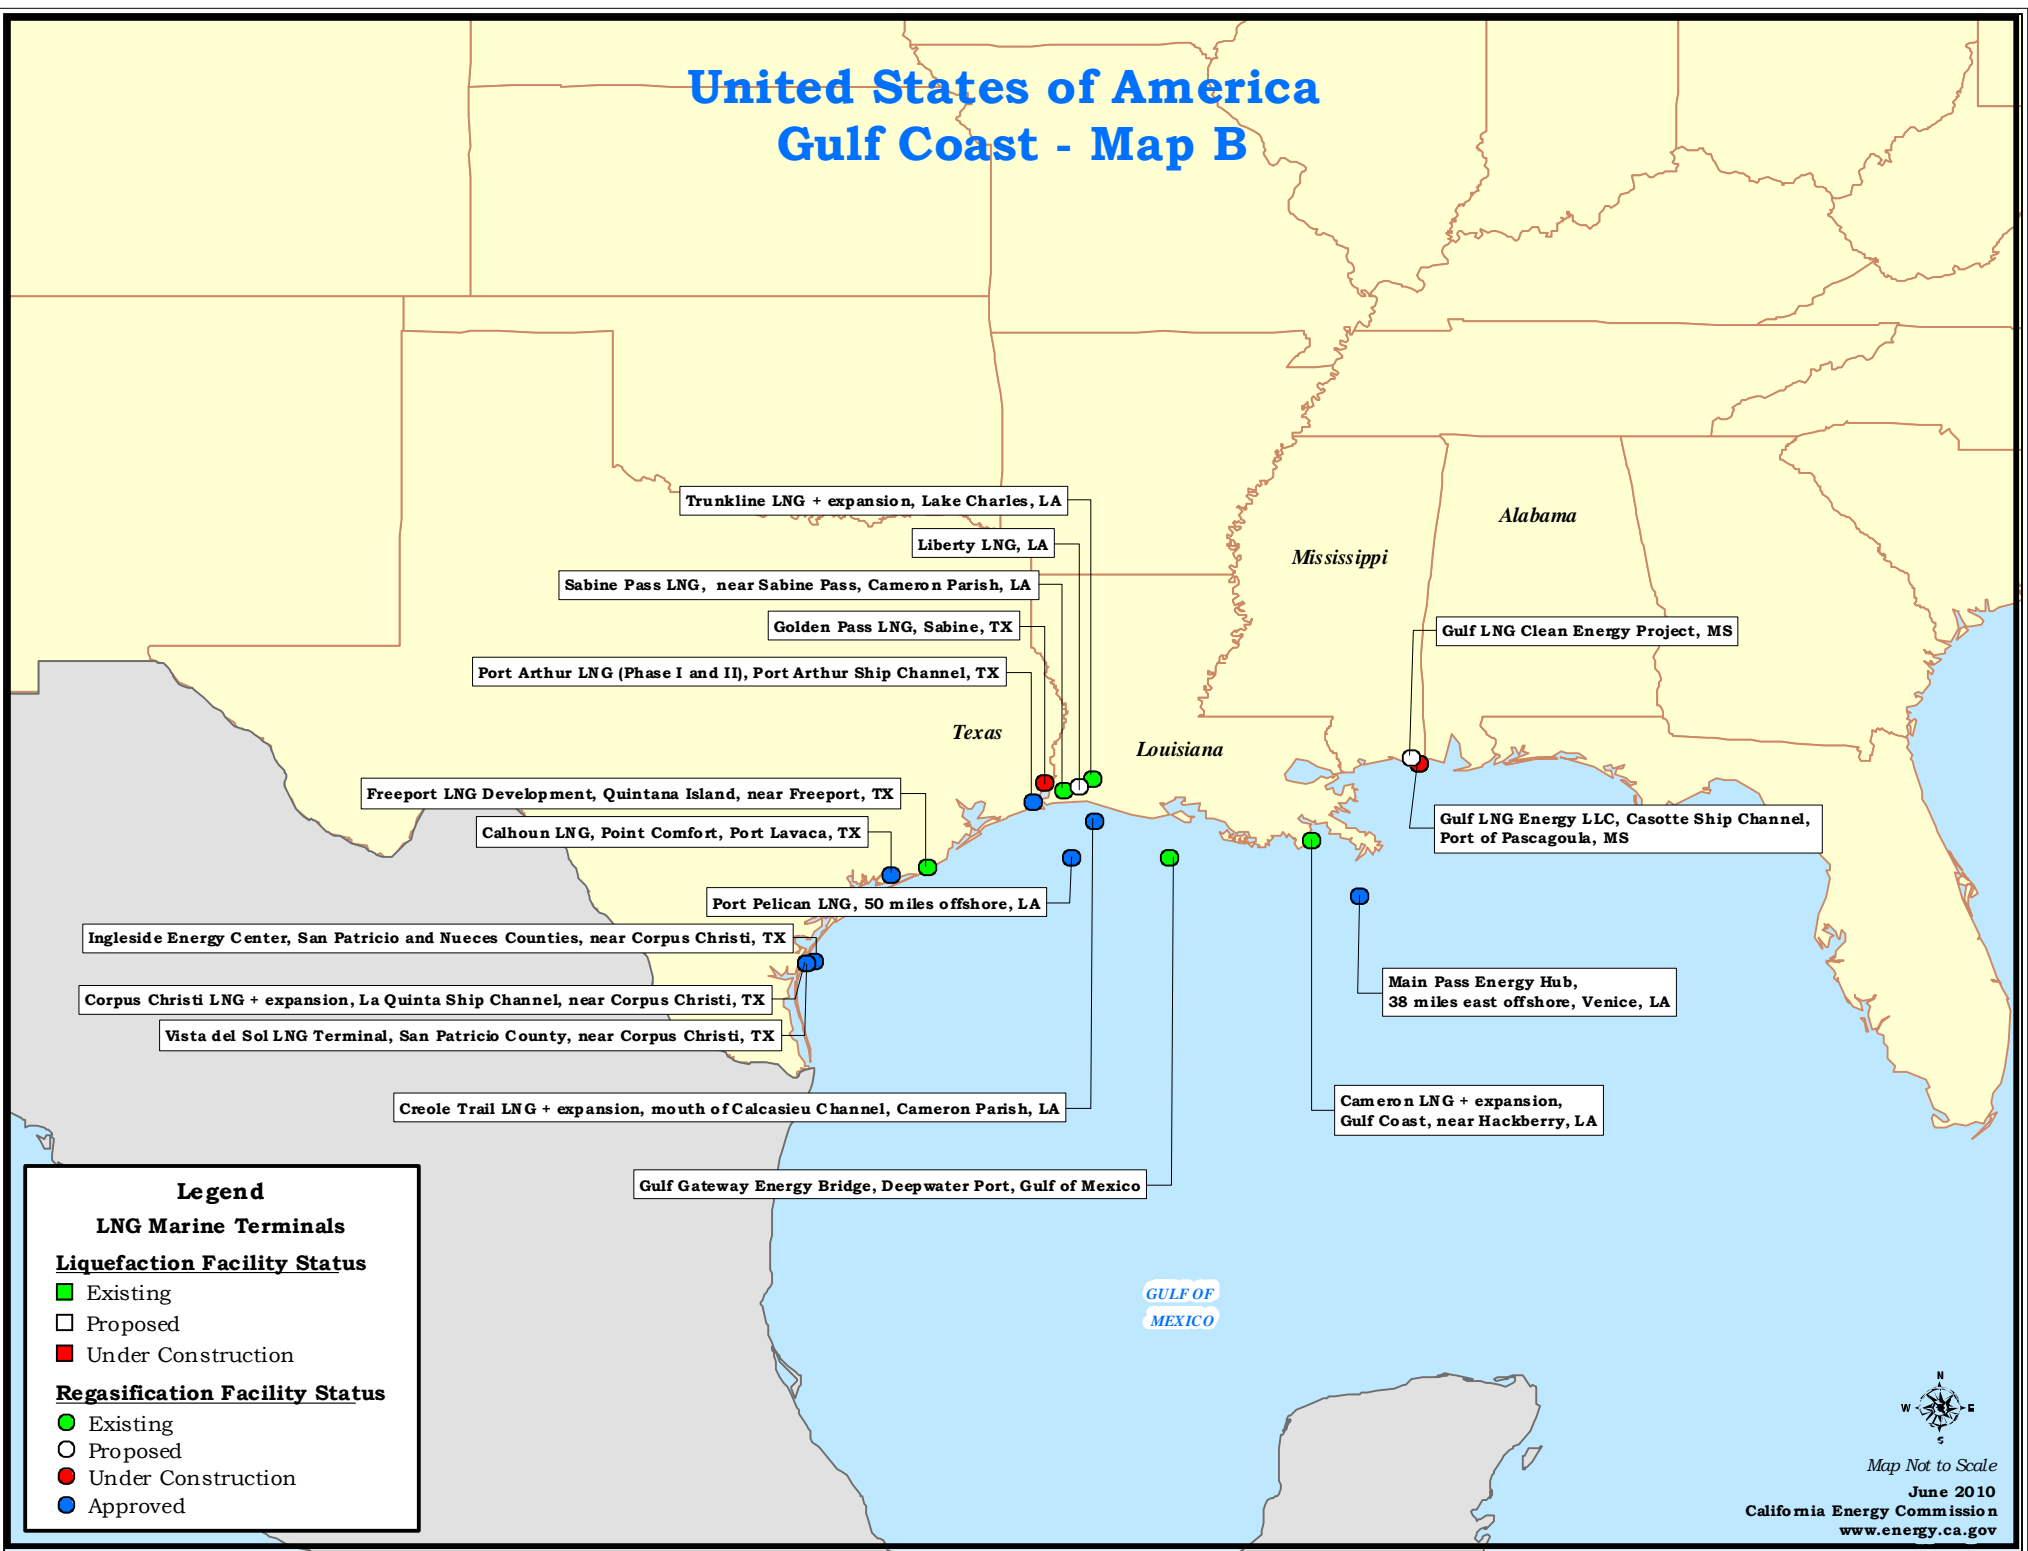 United States of America
Gulf Coast - Map B
Trunkline LNG + expansion, Lake Charles, LA
Liberty LNG, LA
Sabine Pass LNG, near Sabine Pass, Cameron Parish, LA
Golden Pass LNG, Sabine, TX
Port Arthur LNG (Phase I and II), Port Arthur Ship Channel, TX
Alabama
Mississippi
Gulf LNG Clean Energy Project, MS
Texas
Louisiana
Freeport LNG Development, Quintana Island, near Freeport, TX
Calhoun LNG, Point Comfort, Port Lavaca, TX
Gulf LNG Energy LLC, Casotte Ship Channel,
Port of Pascagoula, MS
Port Pelican LNG, 50 miles offshore, LA
Ingleside Energy Center, San Patricio and Nueces Counties, near Corpus Christi, TX
Corpus Christi LNG + expansion, La Quinta Ship Channel, near Corpus Christi, TX
Vista del Sol LNG Terminal, San Patricio County, near Corpus Christi, TX
Main Pass Energy Hub,
38 miles east offshore, Venice, LA
Creole Trail LNG + expansion, mouth of Calcasieu Channel, Cameron Parish, LA
Cameron LNG + expansion,
Gulf Coast, near Hackberry, LA
Gulf Gateway Energy Bridge, Deepwater Port, Gulf of Mexico
GULF OF
MEXICO
Legend
LNG Marine Terminals
Liquefaction Facility Status
Existing
Proposed
Under Construction
Regasification Facility Status
Existing
Proposed
Under Construction
Approved
N
W E
S
Map Not to Scale
June 2010
California Energy Commission
www.energy.ca.gov